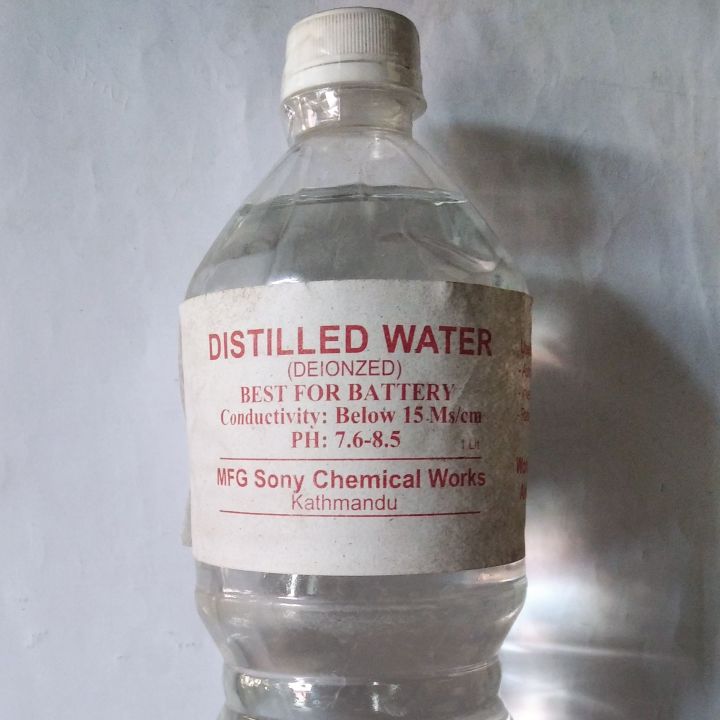 DISTILLED WATER
(DEIONZED)
BEST FOR BATTERY
Conductivity: Below 15 Ms/cm
PH: 7.6-8.5
1 Lit
MFG Sony Chemical Works
Kathmandu